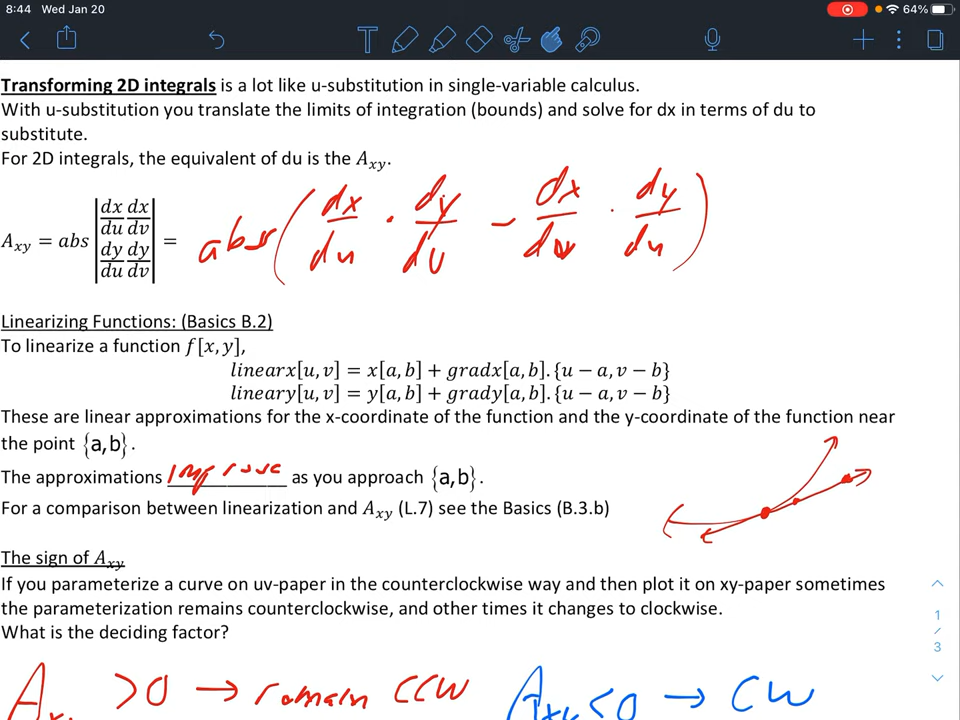 8:44 Wed Jan 20 64%
Transforming 2D integrals is a lot like u-substitution in single-variable calculus.
With u-substitution you translate the limits of integration (bounds) and solve for dx in terms of du to
substitute.
For 2D integrals, the equivalent of du is the A_xy.
A_xy = abs |dx/du dx/dv dy/du dy/dv| = abs(dx/du · dy/dv − dx/dv · dy/du)
Linearizing Functions: (Basics B.2)
To linearize a function f[x, y],
linearx[u, v] = x[a, b] + gradx[a, b]. {u − a, v − b}
lineary[u, v] = y[a, b] + grady[a, b]. {u − a, v − b}
These are linear approximations for the x-coordinate of the function and the y-coordinate of the function near
the point {a,b}.
The approximations improve as you approach {a,b}.
For a comparison between linearization and A_xy (L.7) see the Basics (B.3.b)
The sign of A_xy
If you parameterize a curve on uv-paper in the counterclockwise way and then plot it on xy-paper sometimes
the parameterization remains counterclockwise, and other times it changes to clockwise.
What is the deciding factor?
A_x >0 → remain CCW A_xy <0 → CW
1
/
3